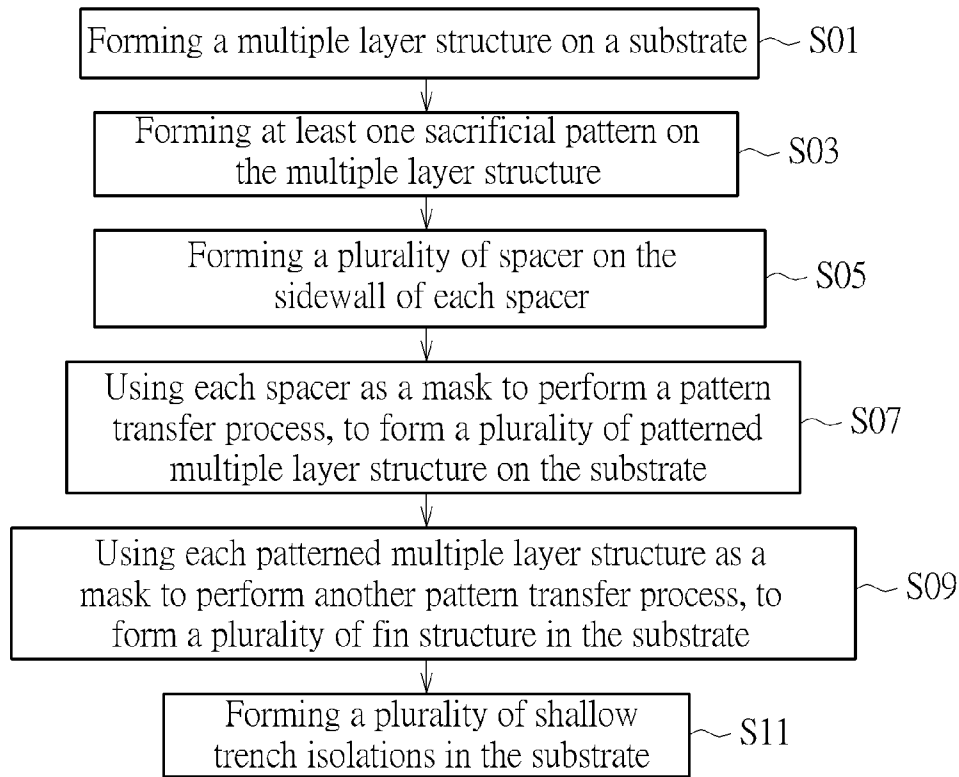 Forming a multiple layer structure on a substrate
S01
Forming at least one sacrificial pattern on
the multiple layer structure
S03
Forming a plurality of spacer on the
sidewall of each spacer
S05
Using each spacer as a mask to perform a pattern
transfer process, to form a plurality of patterned
multiple layer structure on the substrate
S07
Using each patterned multiple layer structure as a
mask to perform another pattern transfer process, to
form a plurality of fin structure in the substrate
S09
Forming a plurality of shallow
trench isolations in the substrate
S11